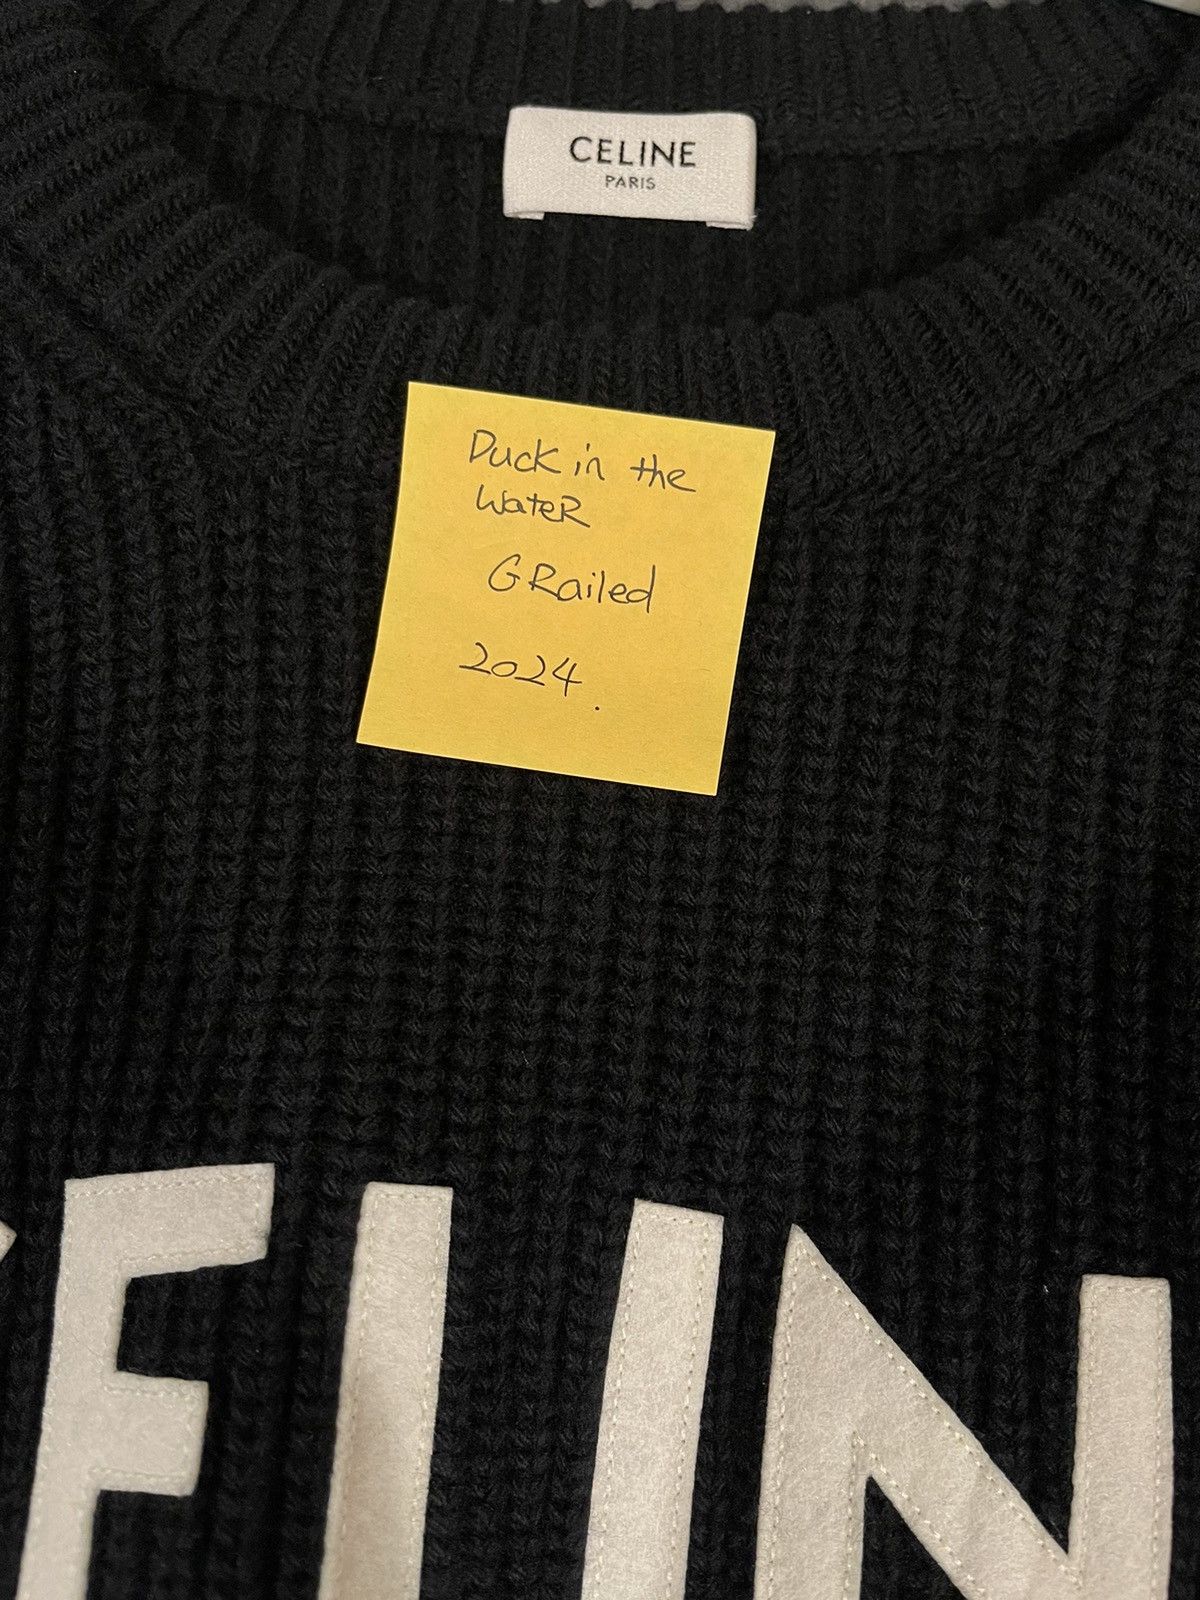 CELINE
PARIS
Duck in the
Water
GRailed
2024.
ELIN